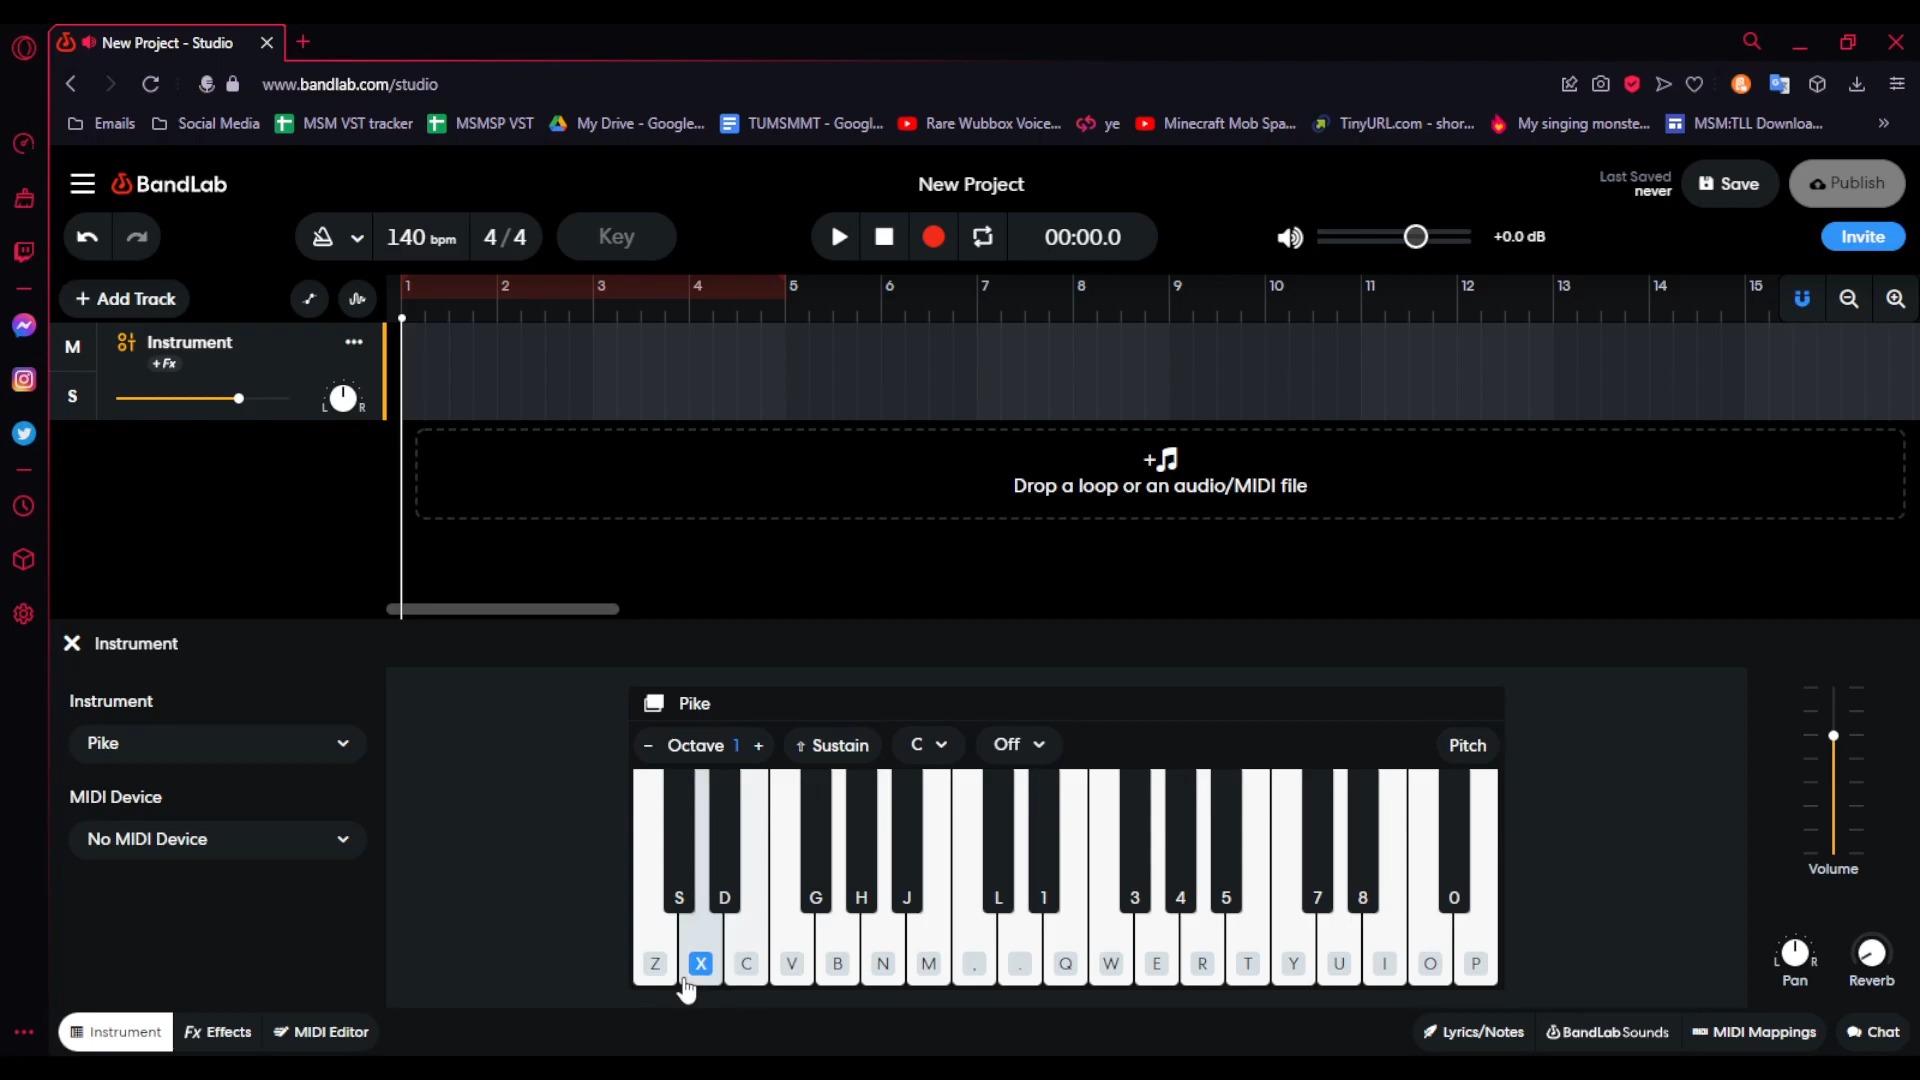 New Project - Studio
www.bandlab.com/studio
Emails Social Media MSM VST tracker MSMSP VST My Drive - Google... TUMSMMT - Googl... Rare Wubbox Voice... ye Minecraft Mob Spa... TinyURL.com - shor... My singing monste... MSM:TLL Downloa... »
BandLab New Project Last Saved never Save Publish
140 bpm 4/4 Key 00:00.0 +0.0 dB Invite
+ Add Track 1 2 3 4 5 6 7 8 9 10 11 12 13 14 15
M Instrument
+Fx
S L R
Drop a loop or an audio/MIDI file
Instrument
Instrument Pike
Pike - Octave 1 + Sustain C Off Pitch
MIDI Device
No MIDI Device
S D G H J L 1 3 4 5 7 8 0
Z X C V B N M , . Q W E R T Y U I O P
Volume
L R
Pan Reverb
Instrument Fx Effects MIDI Editor Lyrics/Notes BandLab Sounds MIDI Mappings Chat